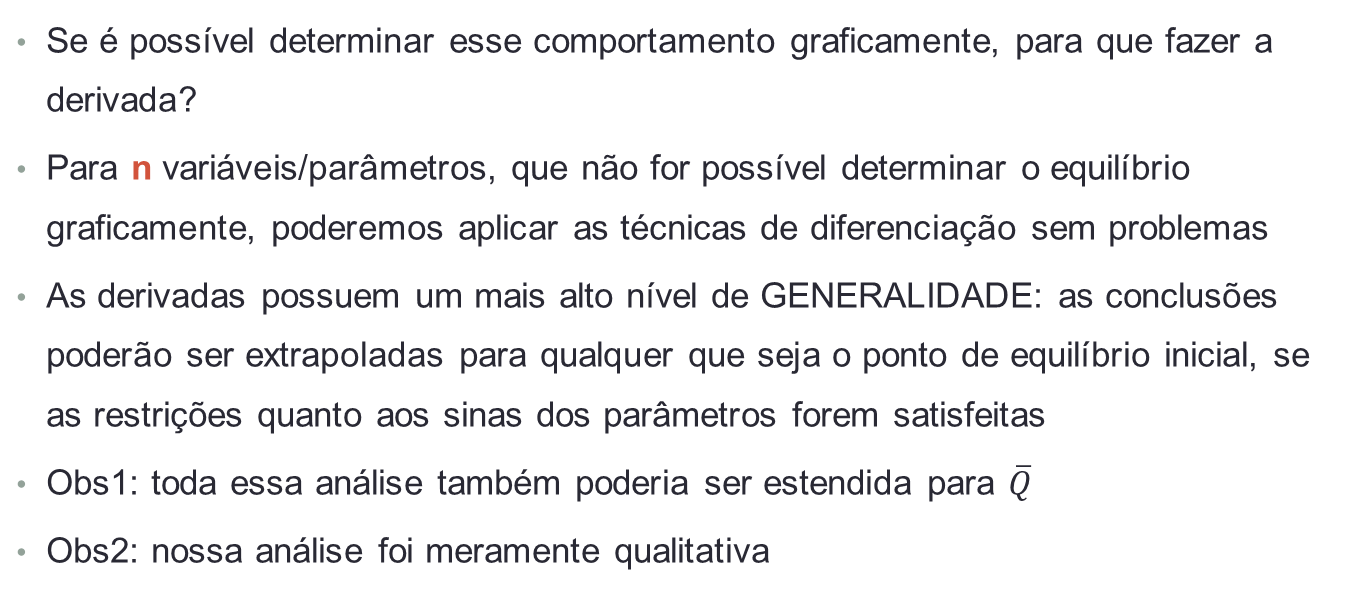 • Se é possível determinar esse comportamento graficamente, para que fazer a
derivada?
• Para n variáveis/parâmetros, que não for possível determinar o equilíbrio
graficamente, poderemos aplicar as técnicas de diferenciação sem problemas
• As derivadas possuem um mais alto nível de GENERALIDADE: as conclusões
poderão ser extrapoladas para qualquer que seja o ponto de equilíbrio inicial, se
as restrições quanto aos sinas dos parâmetros forem satisfeitas
• Obs1: toda essa análise também poderia ser estendida para Q̅
• Obs2: nossa análise foi meramente qualitativa